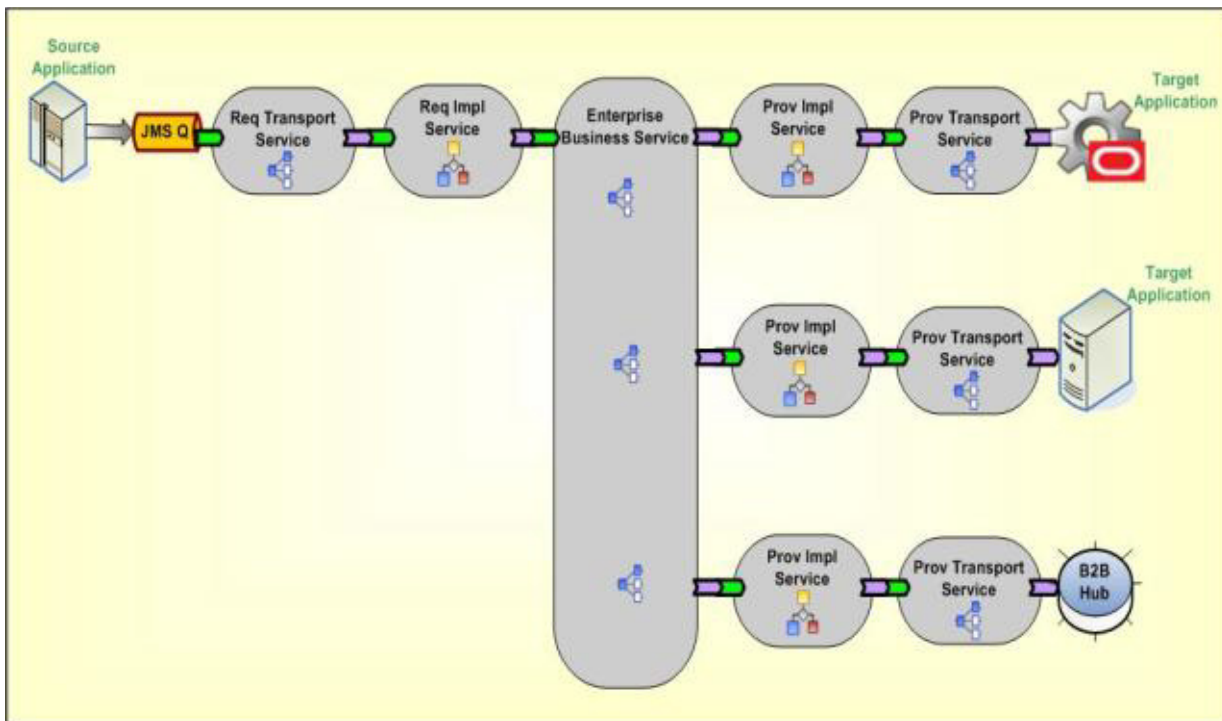 Source
Application
JMS Q
Req Transport
Service
Req Impl
Service
Enterprise
Business Service
Prov Impl
Service
Prov Transport
Service
Target
Application
Prov Impl
Service
Prov Transport
Service
Target
Application
Prov Impl
Service
Prov Transport
Service
B2B
Hub